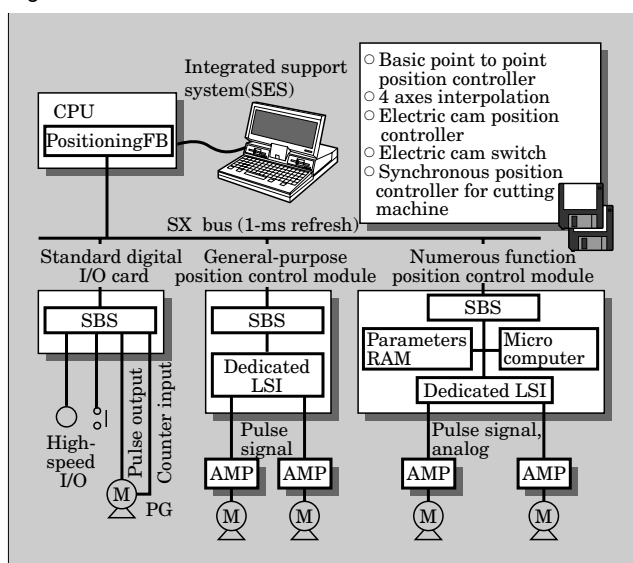 Integrated support
system(SES)
CPU
PositioningFB
○ Basic point to point
position controller
○ 4 axes interpolation
○ Electric cam position
controller
○ Electric cam switch
○ Synchronous position
controller for cutting
machine
SX bus (1-ms refresh)
Standard digital
I/O card
SBS
High-
speed
I/O
Pulse output
Counter input
M
PG
General-purpose
position control module
SBS
Dedicated
LSI
Pulse
signal
AMP
AMP
M
M
Numerous function
position control module
SBS
Parameters
RAM
Micro
computer
Dedicated LSI
Pulse signal,
analog
AMP
AMP
M
M